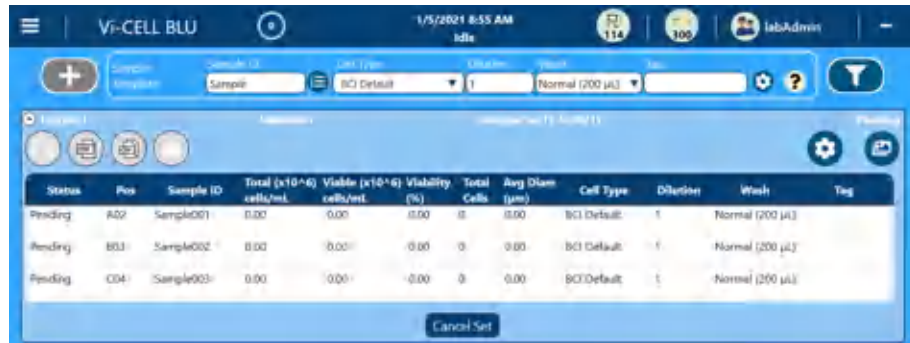 Vi-CELL BLU
1/5/2021 8:55 AM
Idle
114
300
labAdmin
Sample ID
Cell Type
Dilution
Wash
Tag
Sample
BCI Default
1
Normal (200 µL)
Pending
Status Pos Sample ID Total (x10^6) cells/mL Viable (x10^6) cells/mL Viability (%) Total Cells Avg Diam (µm) Cell Type Dilution Wash Tag
Pending A02 Sample001 0.00 0.00 0.00 0 0.00 BCI Default 1 Normal (200 µL)
Pending B03 Sample002 0.00 0.00 0.00 0 0.00 BCI Default 1 Normal (200 µL)
Pending C04 Sample003 0.00 0.00 0.00 0 0.00 BCI Default 1 Normal (200 µL)
Cancel Set